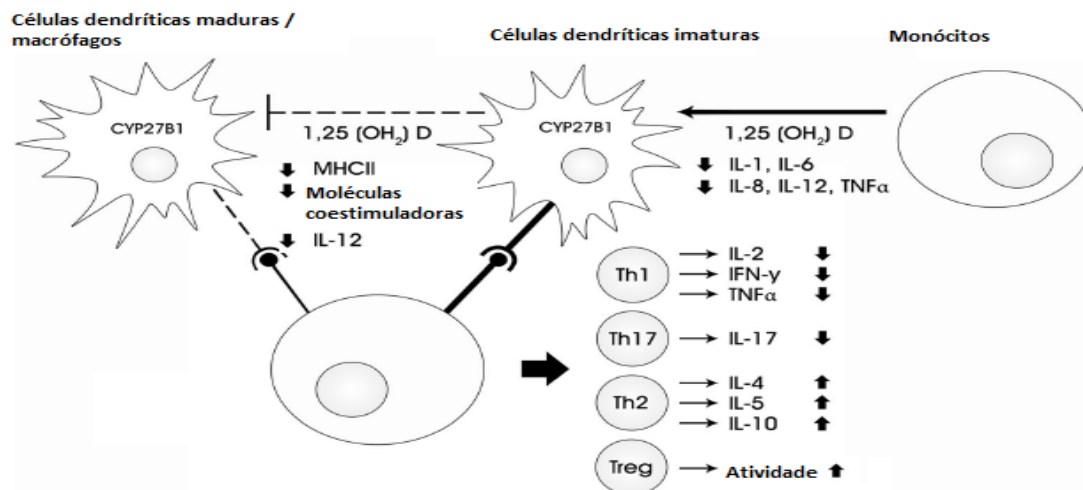 Células dendríticas maduras /
macrófagos
Células dendríticas imaturas
Monócitos
CYP27B1
1,25 (OH₂) D
MHCII
Moléculas
coestimuladoras
IL-12
CYP27B1
1,25 (OH₂) D
IL-1, IL-6
IL-8, IL-12, TNFα
Th1
IL-2
IFN-y
TNFα
Th17
IL-17
Th2
IL-4
IL-5
IL-10
Treg
Atividade